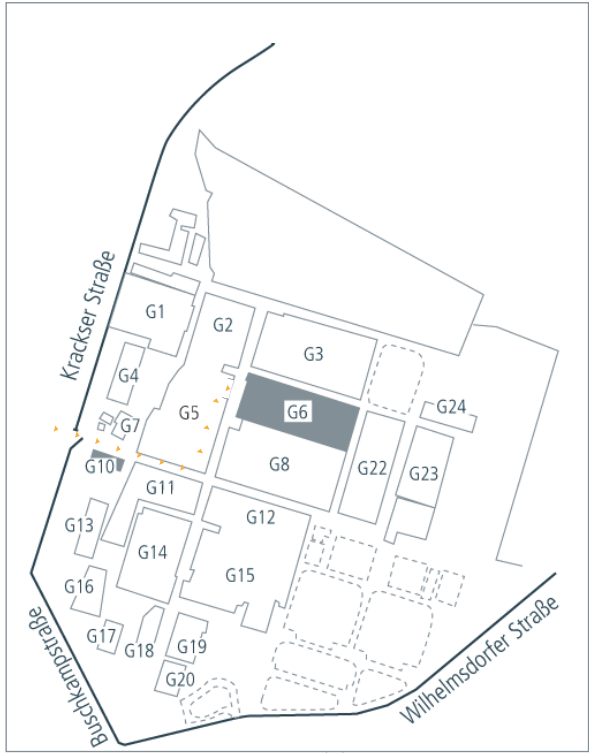 Krackser Straße
G1
G2
G3
G4
G5
G6
G7
G24
G8
G22
G23
G10
G11
G12
G13
G14
G15
G16
G17
G18
G19
G20
Buschkampstraße
Wilhelmsdorfer Straße